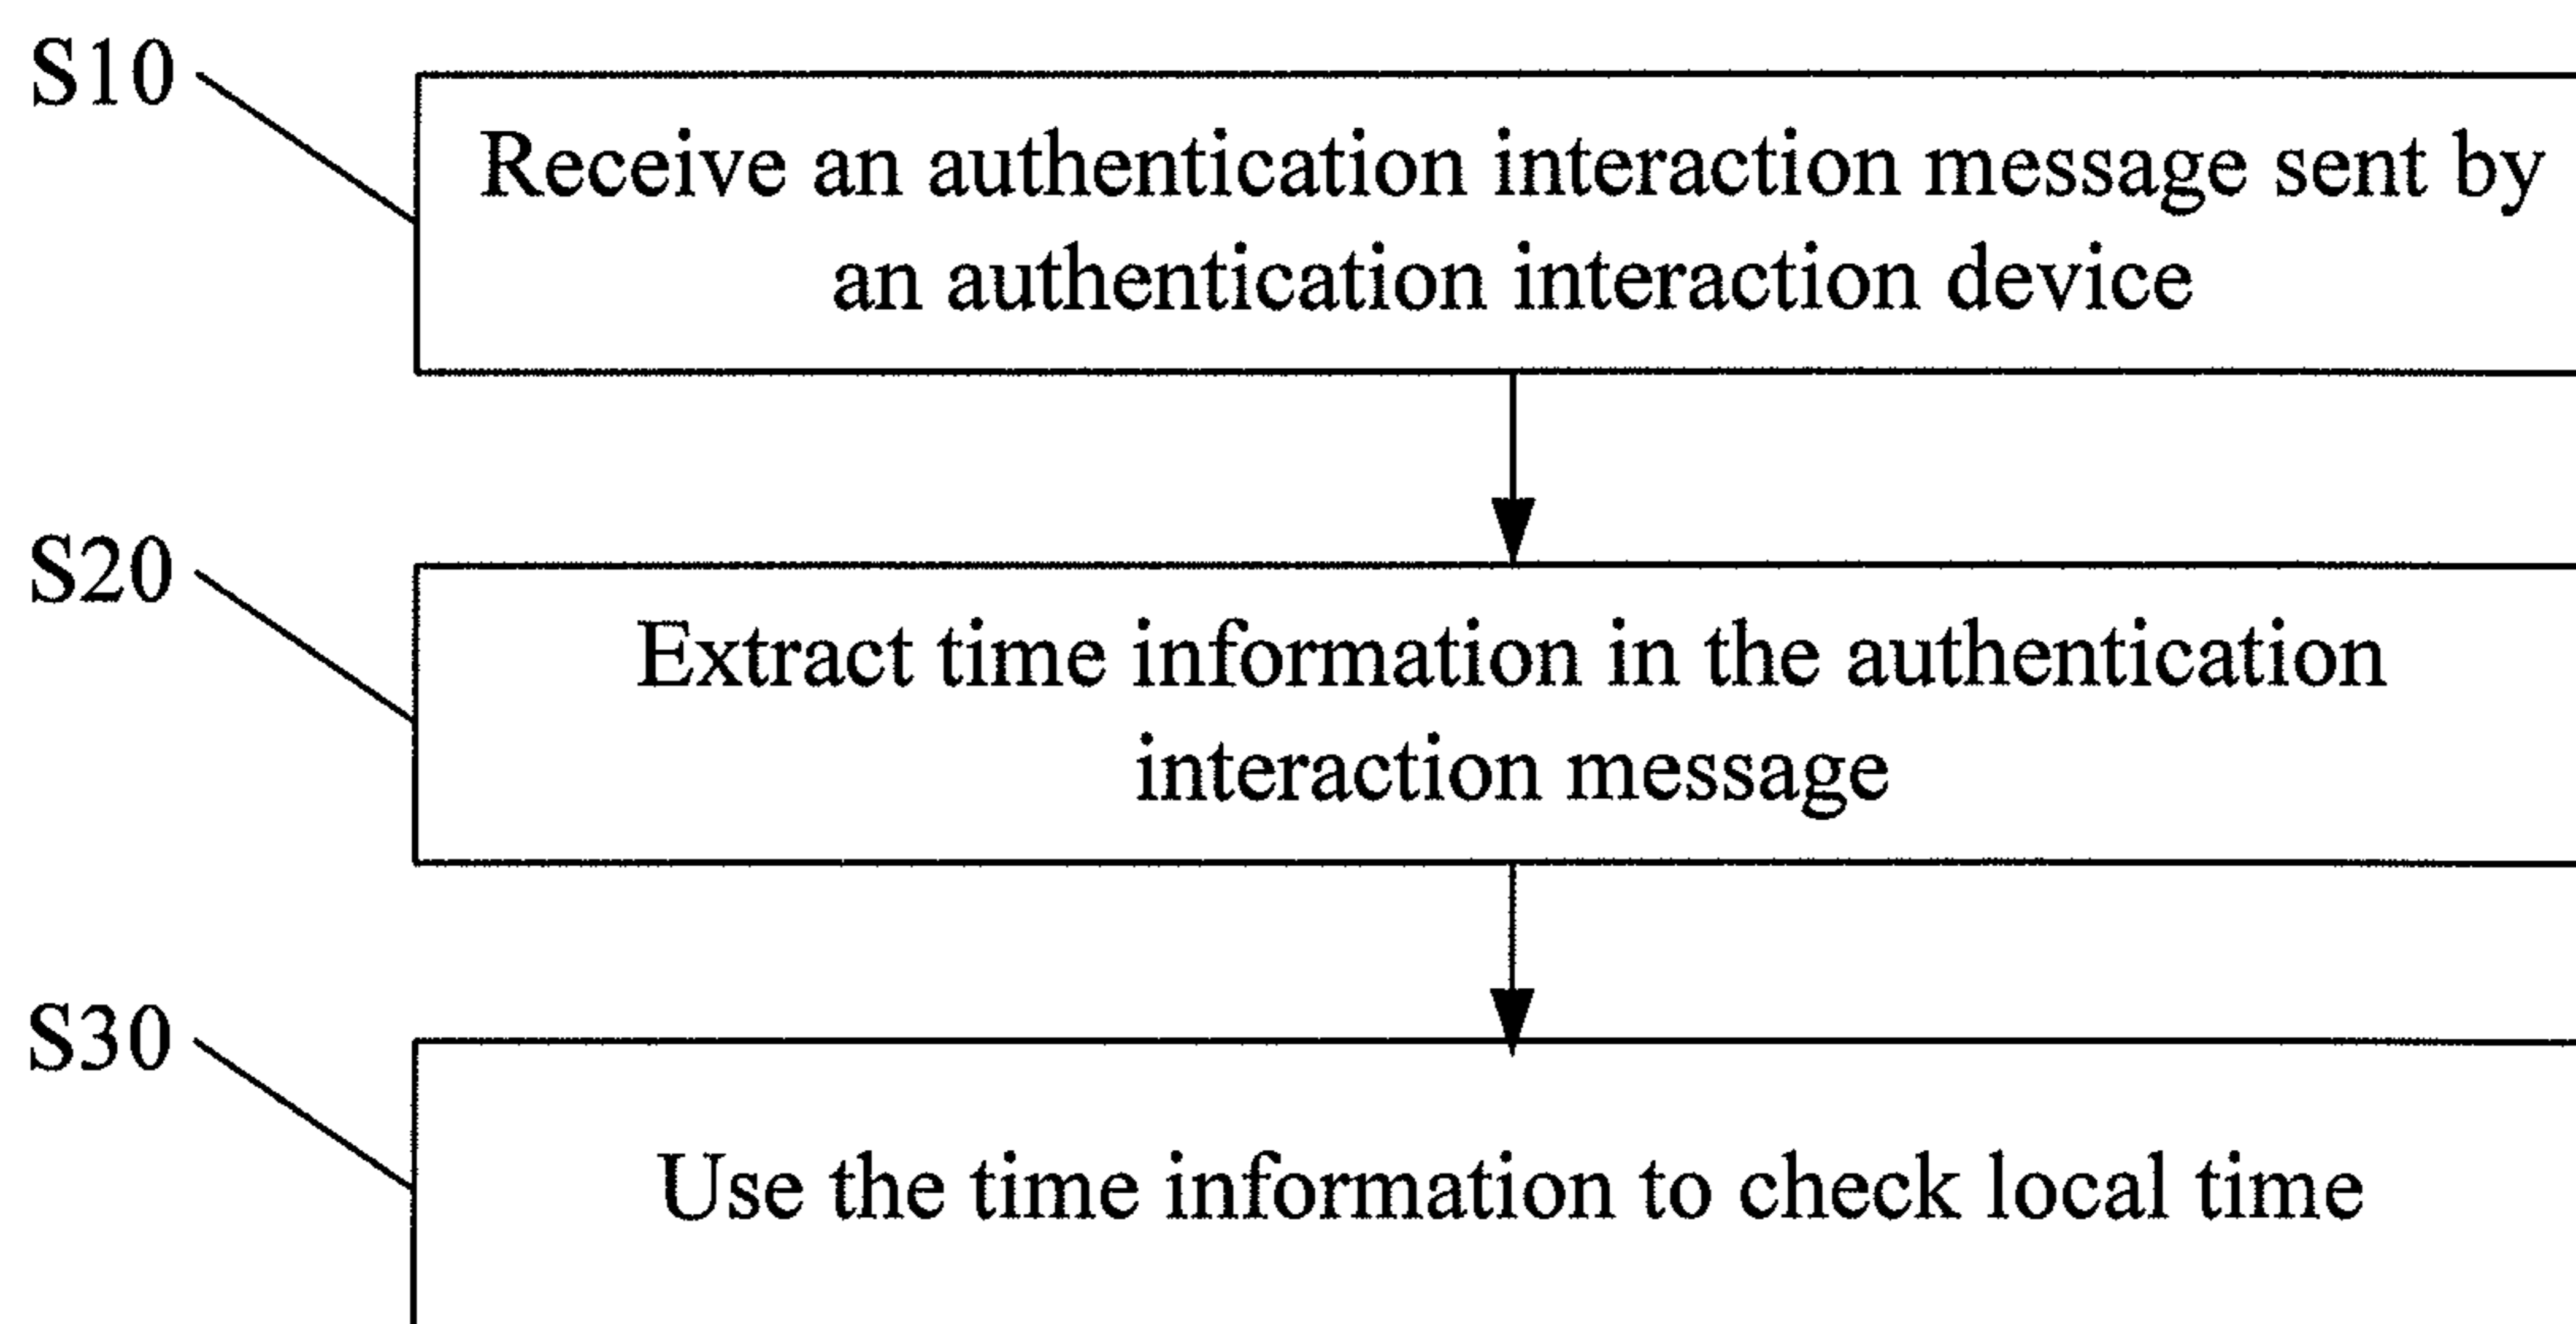 S10
Receive an authentication interaction message sent by
an authentication interaction device
S20
Extract time information in the authentication
interaction message
S30
Use the time information to check local time